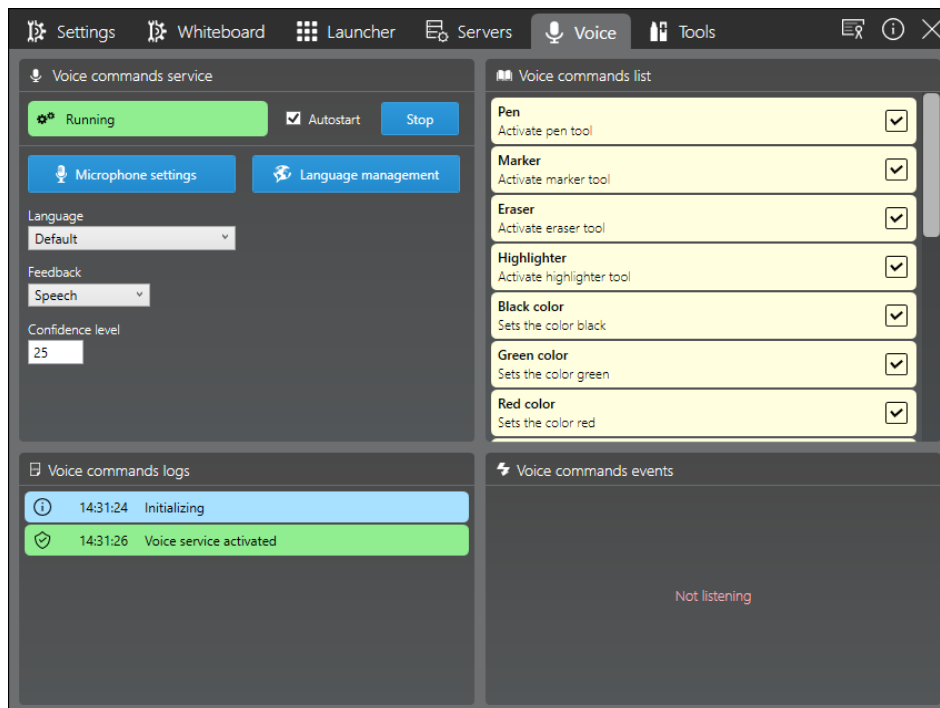 Settings
Whiteboard
Launcher
Servers
Voice
Tools
Voice commands service
Running
Autostart
Stop
Microphone settings
Language management
Language
Default
Feedback
Speech
Confidence level
25
Voice commands list
Pen
Activate pen tool
Marker
Activate marker tool
Eraser
Activate eraser tool
Highlighter
Activate highlighter tool
Black color
Sets the color black
Green color
Sets the color green
Red color
Sets the color red
Voice commands logs
14:31:24 Initializing
14:31:26 Voice service activated
Voice commands events
Not listening